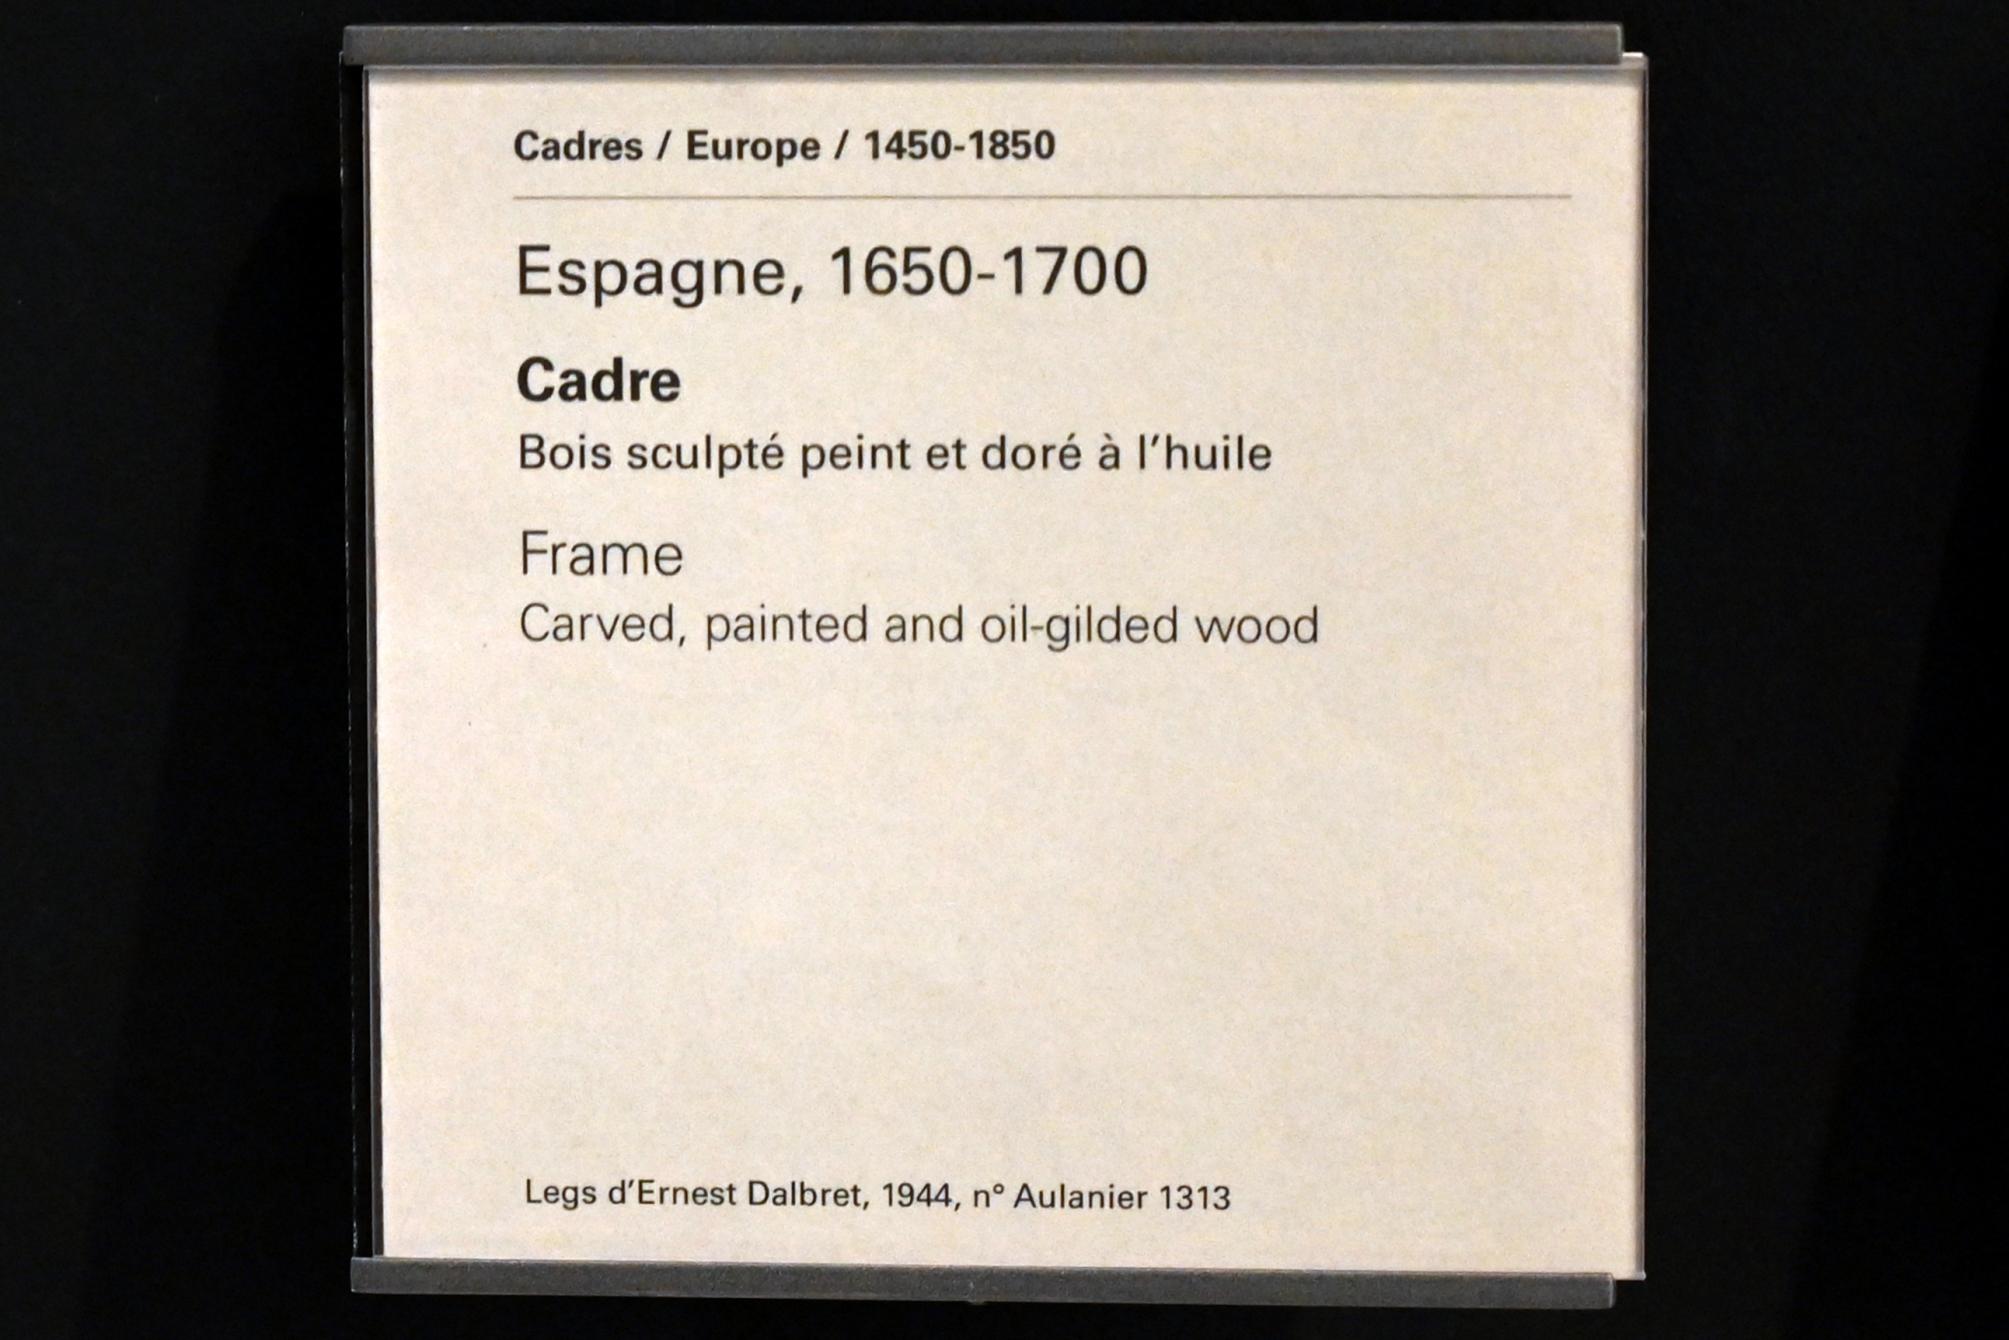 Cadres / Europe / 1450-1850
Espagne, 1650-1700
Cadre
Bois sculpté peint et doré à l'huile
Frame
Carved, painted and oil-gilded wood
Legs d'Ernest Dalbret, 1944, n° Aulanier 1313